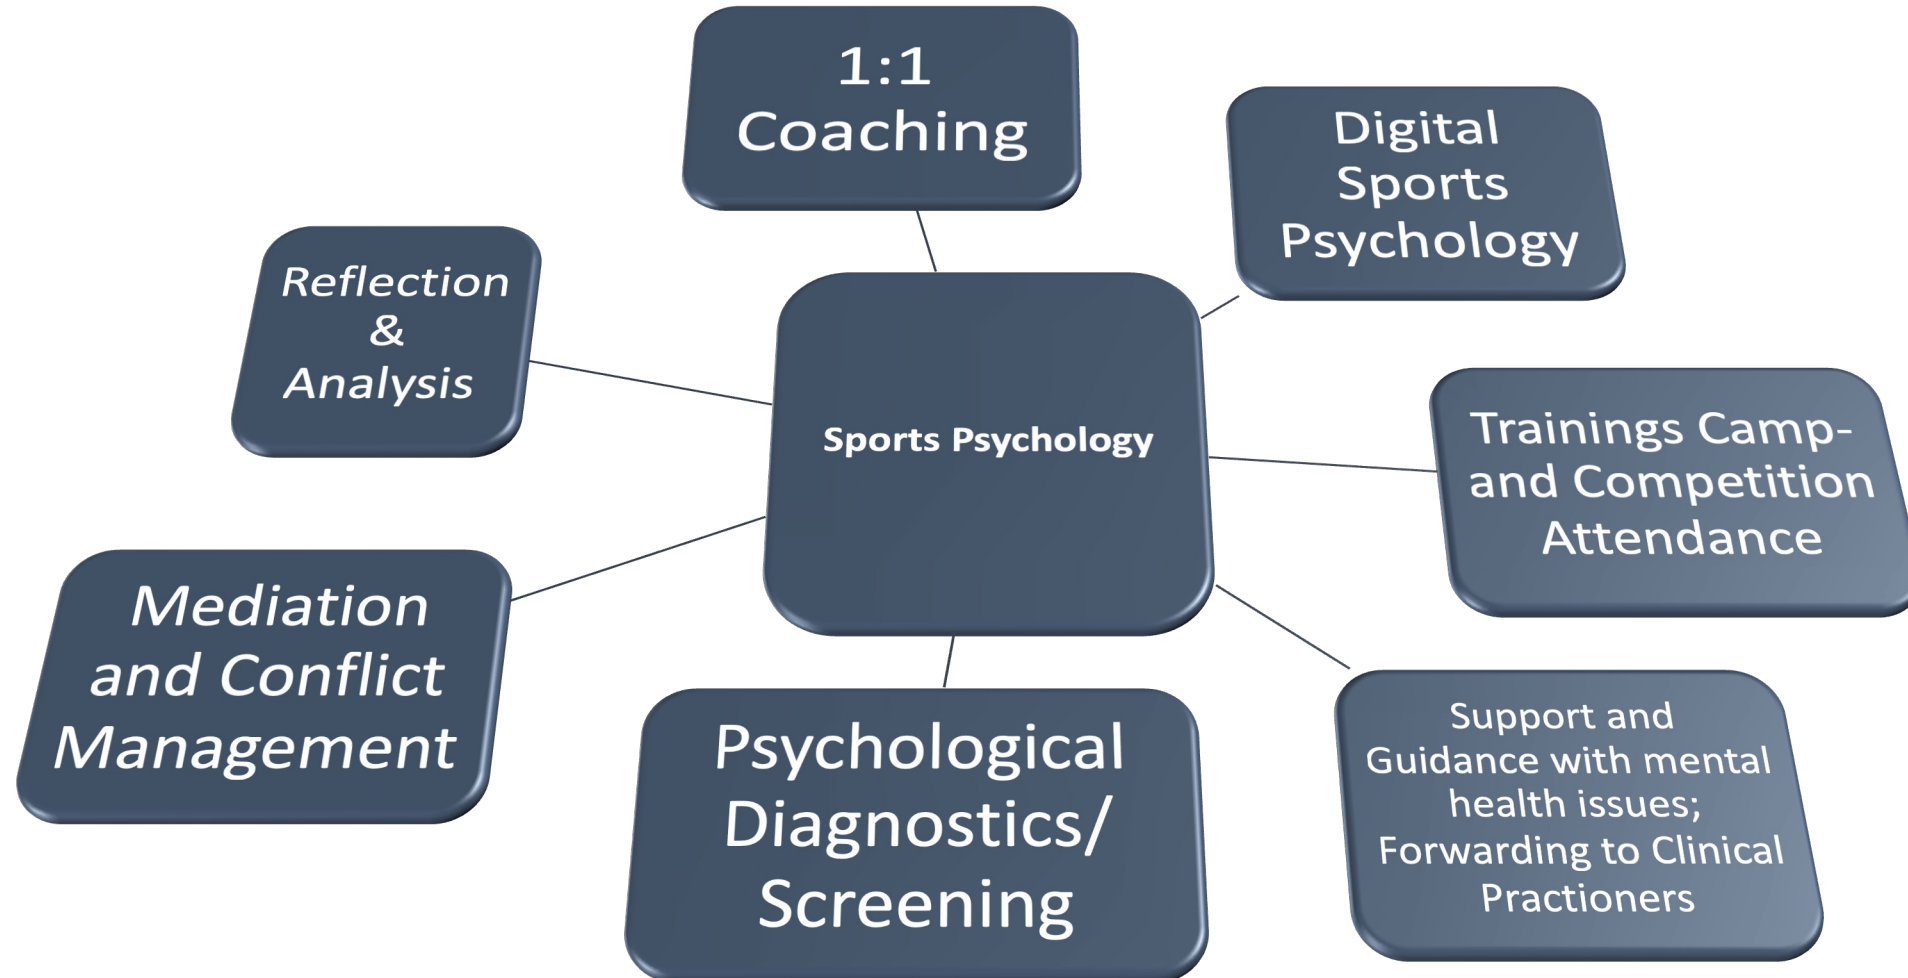 1:1
Coaching
Digital
Sports
Psychology
Reflection
&
Analysis
Sports Psychology
Trainings Camp-
and Competition
Attendance
Mediation
and Conflict
Management
Psychological
Diagnostics/
Screening
Support and
Guidance with mental
health issues;
Forwarding to Clinical
Practioners